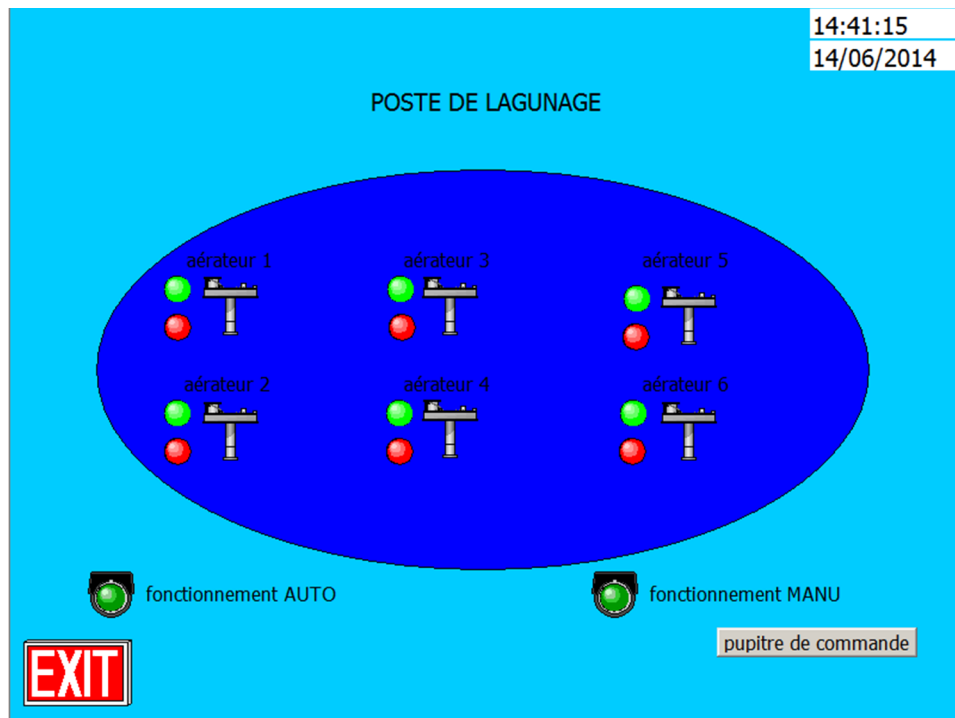 14:41:15
14/06/2014
POSTE DE LAGUNAGE
aérateur 1
aérateur 3
aérateur 5
aérateur 2
aérateur 4
aérateur 6
fonctionnement AUTO
fonctionnement MANU
pupitre de commande
EXIT